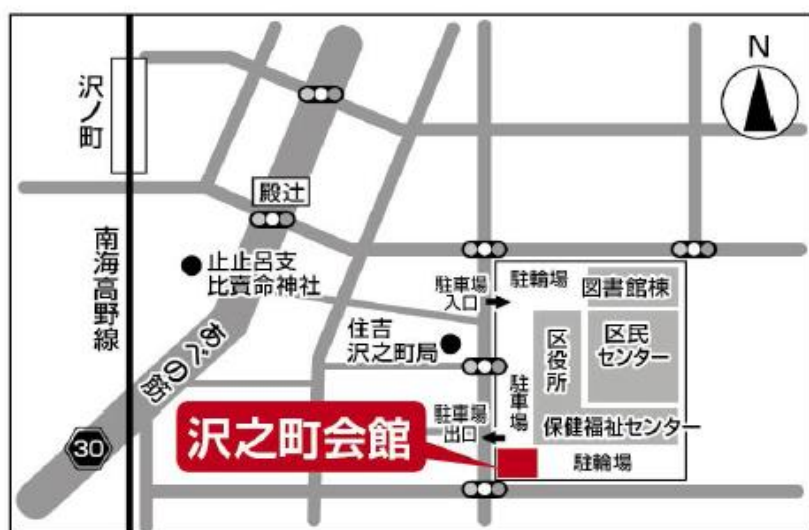 N
沢ノ町
殿辻
南海高野線
止止呂支
比賣命神社
あべの筋
30
駐車場
入口
駐輪場
図書館棟
住吉
沢之町局
区役所
区民
センター
駐車場
駐車場
出口
保健福祉センター
沢之町会館
駐輪場